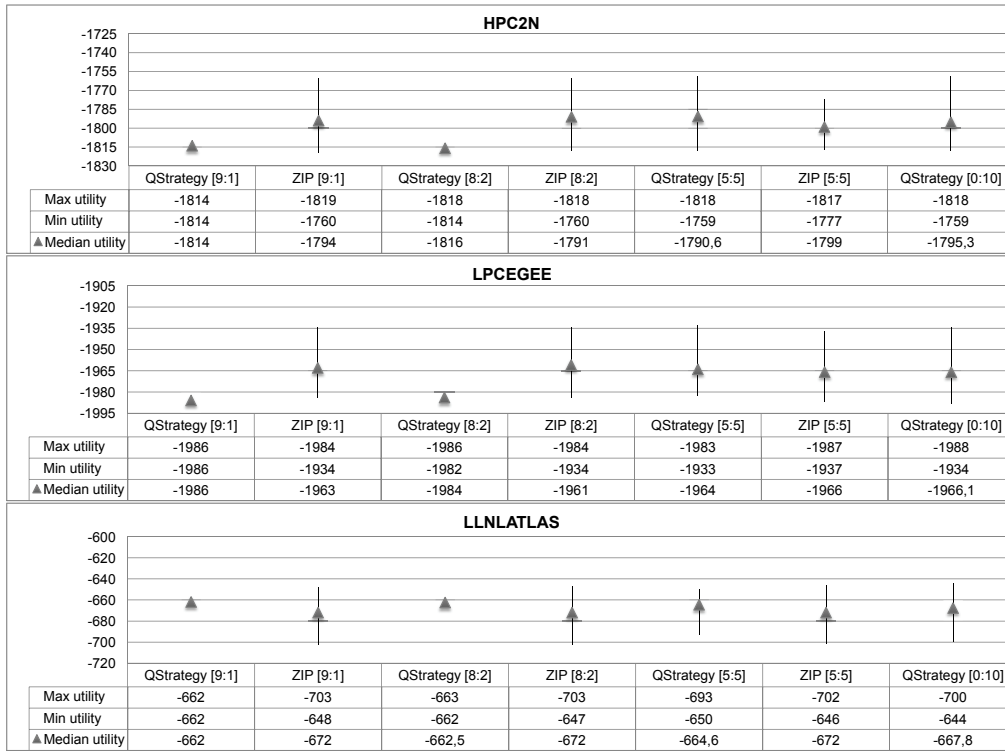 HPC2N
-1725
-1740
-1755
-1770
-1785
-1800
-1815
-1830
QStrategy [9:1] ZIP [9:1] QStrategy [8:2] ZIP [8:2] QStrategy [5:5] ZIP [5:5] QStrategy [0:10]
Max utility -1814 -1819 -1818 -1818 -1818 -1817 -1818
Min utility -1814 -1760 -1814 -1760 -1759 -1777 -1759
Median utility -1814 -1794 -1816 -1791 -1790,6 -1799 -1795,3
LPCEGEE
-1905
-1920
-1935
-1950
-1965
-1980
-1995
QStrategy [9:1] ZIP [9:1] QStrategy [8:2] ZIP [8:2] QStrategy [5:5] ZIP [5:5] QStrategy [0:10]
Max utility -1986 -1984 -1986 -1984 -1983 -1987 -1988
Min utility -1986 -1934 -1982 -1934 -1933 -1937 -1934
Median utility -1986 -1963 -1984 -1961 -1964 -1966 -1966,1
LLNLATLAS
-600
-620
-640
-660
-680
-700
-720
QStrategy [9:1] ZIP [9:1] QStrategy [8:2] ZIP [8:2] QStrategy [5:5] ZIP [5:5] QStrategy [0:10]
Max utility -662 -703 -663 -703 -693 -702 -700
Min utility -662 -648 -662 -647 -650 -646 -644
Median utility -662 -672 -662,5 -672 -664,6 -672 -667,8